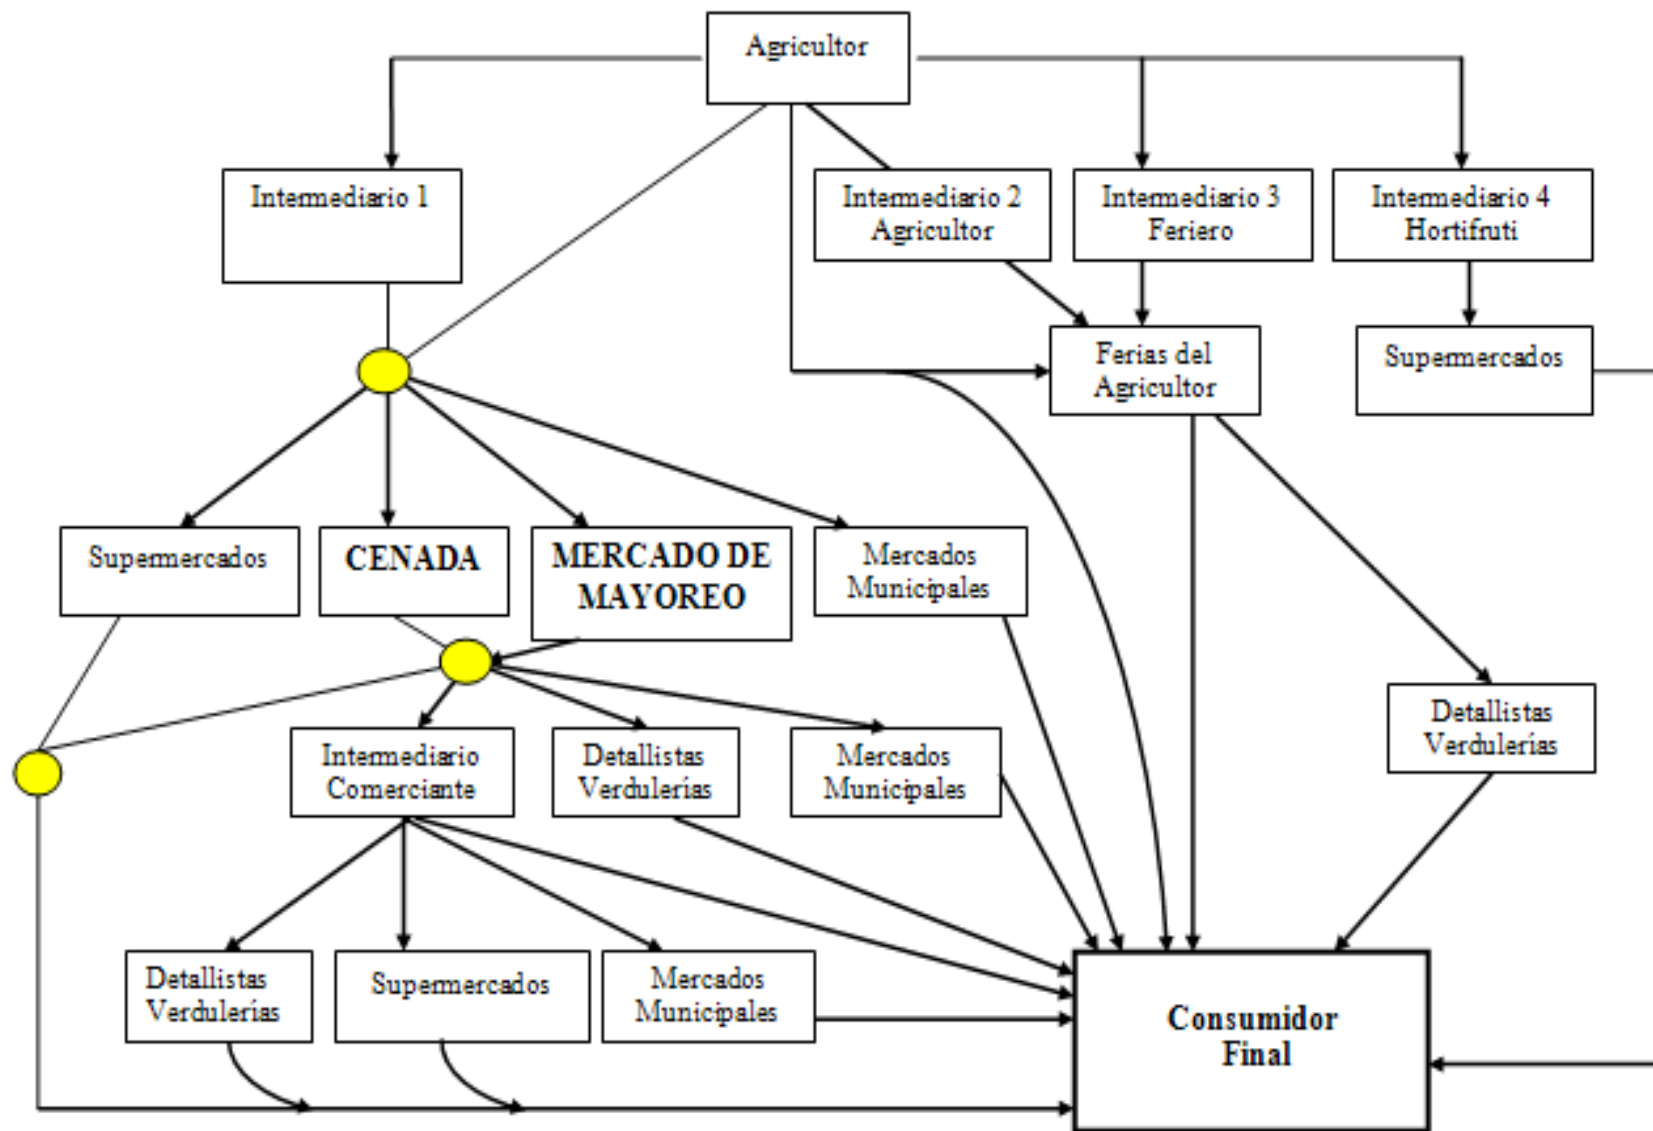 Agricultor
Intermediario 1
Intermediario 2
Agricultor
Intermediario 3
Feriero
Intermediario 4
Hortifruti
Ferias del
Agricultor
Supermercados
Supermercados
CENADA
MERCADO DE
MAYOREO
Mercados
Municipales
Intermediario
Comerciante
Detallistas
Verdulerías
Mercados
Municipales
Detallistas
Verdulerías
Detallistas
Verdulerías
Supermercados
Mercados
Municipales
Consumidor
Final